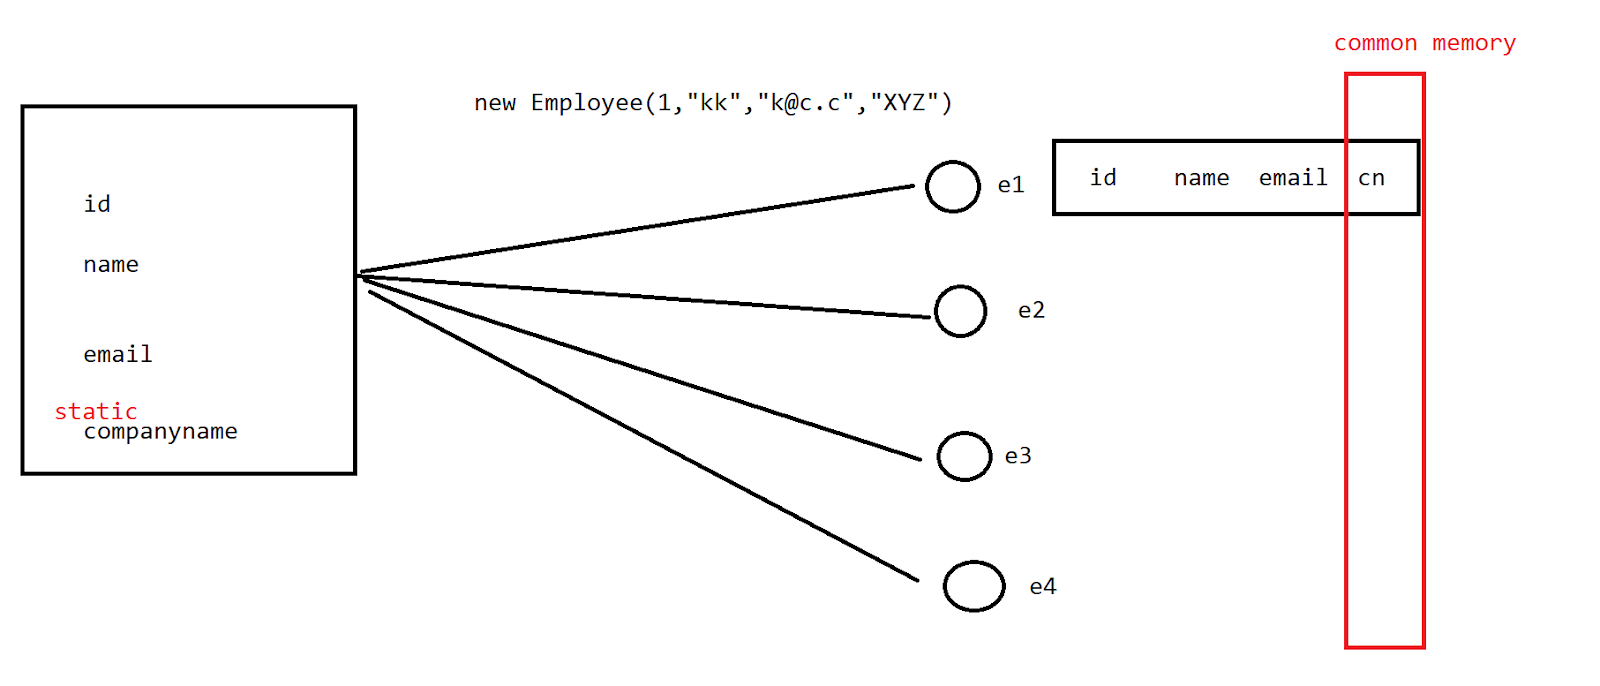 common memory
new Employee(1,"kk","k@c.c","XYZ")
id
name
email
static
companyname
e1
id name email cn
e2
e3
e4